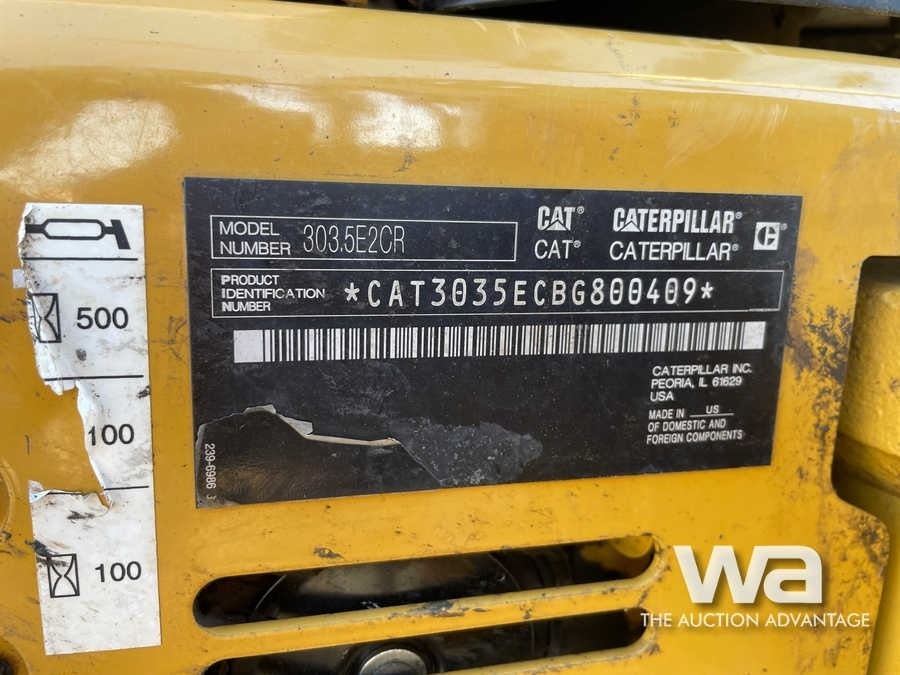 MODEL NUMBER 303.5E2CR
CAT® CATERPILLAR®
CAT® CATERPILLAR®
PRODUCT IDENTIFICATION NUMBER *CAT3035ECBG800409*
CATERPILLAR INC.
PEORIA, IL 61629
USA
MADE IN US
OF DOMESTIC AND
FOREIGN COMPONENTS
239-6986 3
500
100
100
wa
THE AUCTION ADVANTAGE